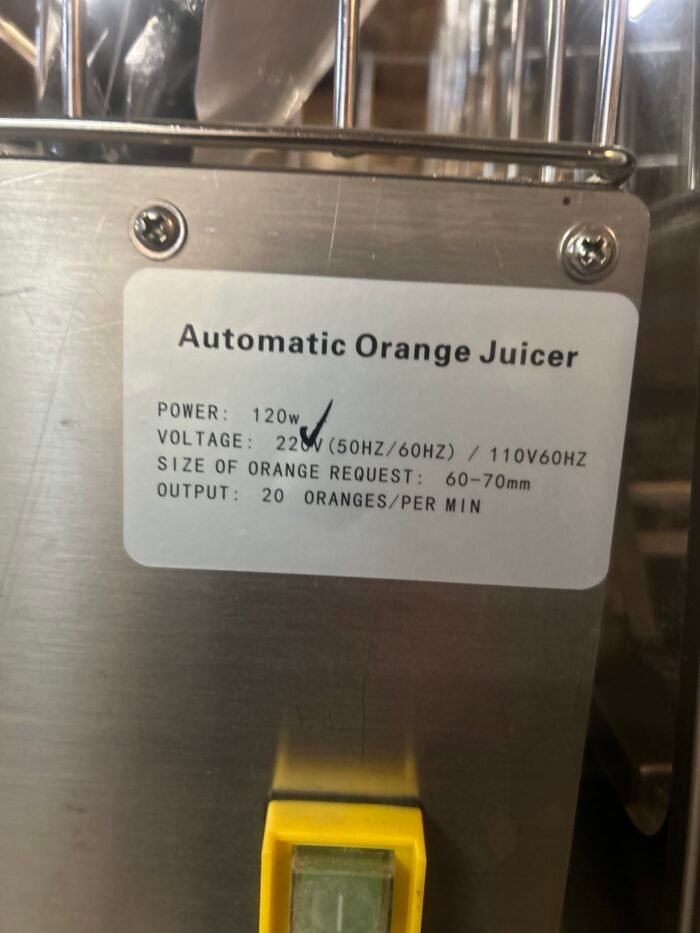 Automatic Orange Juicer
POWER: 120w
VOLTAGE: 220V(50HZ/60HZ) / 110V60HZ
SIZE OF ORANGE REQUEST: 60-70mm
OUTPUT: 20 ORANGES/PER MIN